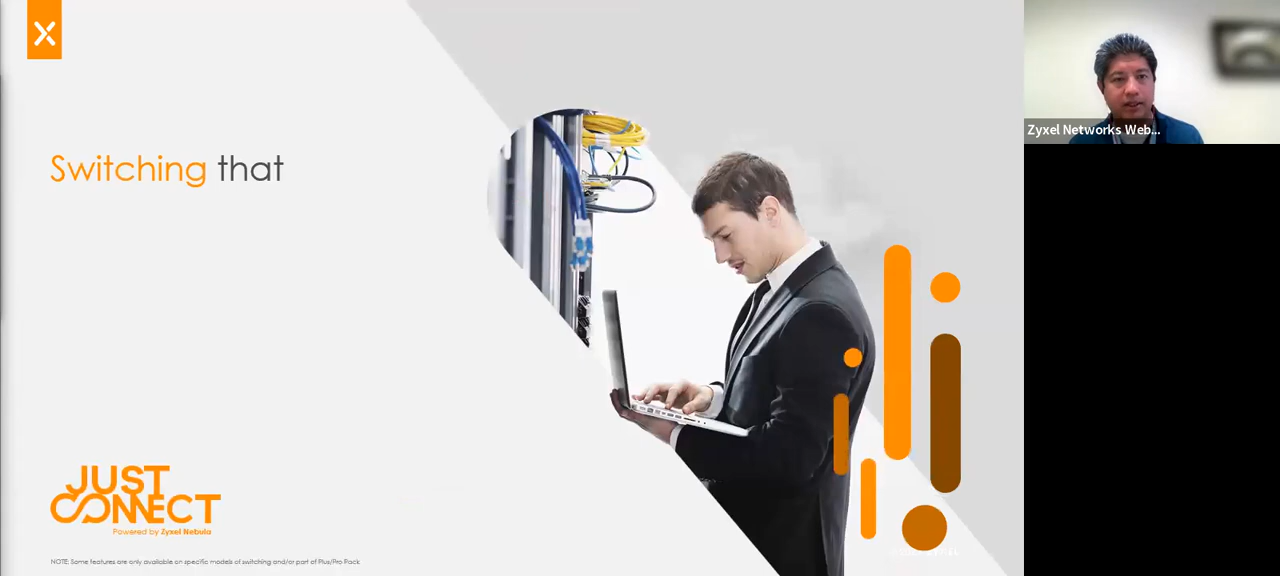 Switching that
Zyxel Networks Web...
JUST
CONNECT
Powered by Zyxel Nebula
NOTE: Some features are only available on specific models of switching and/or part of Plus/Pro Pack